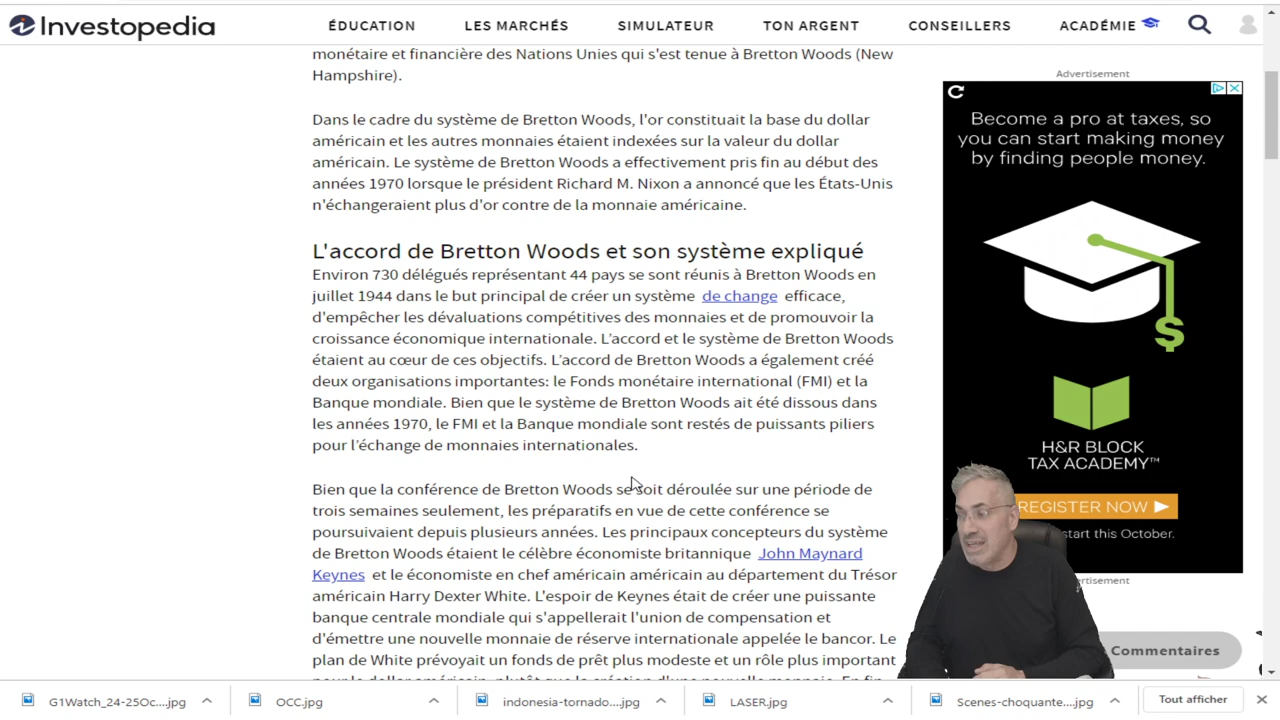 Investopedia
ÉDUCATION
LES MARCHÉS
SIMULATEUR
TON ARGENT
CONSEILLERS
ACADÉMIE
monétaire et financière des Nations Unies qui s'est tenue à Bretton Woods (New
Hampshire).
Dans le cadre du système de Bretton Woods, l'or constituait la base du dollar
américain et les autres monnaies étaient indexées sur la valeur du dollar
américain. Le système de Bretton Woods a effectivement pris fin au début des
années 1970 lorsque le président Richard M. Nixon a annoncé que les États-Unis
n'échangeraient plus d'or contre de la monnaie américaine.
L'accord de Bretton Woods et son système expliqué
Environ 730 délégués représentant 44 pays se sont réunis à Bretton Woods en
juillet 1944 dans le but principal de créer un système de change efficace,
d'empêcher les dévaluations compétitives des monnaies et de promouvoir la
croissance économique internationale. L'accord et le système de Bretton Woods
étaient au cœur de ces objectifs. L'accord de Bretton Woods a également créé
deux organisations importantes: le Fonds monétaire international (FMI) et la
Banque mondiale. Bien que le système de Bretton Woods ait été dissous dans
les années 1970, le FMI et la Banque mondiale sont restés de puissants piliers
pour l'échange de monnaies internationales.
Bien que la conférence de Bretton Woods se soit déroulée sur une période de
trois semaines seulement, les préparatifs en vue de cette conférence se
poursuivaient depuis plusieurs années. Les principaux concepteurs du système
de Bretton Woods étaient le célèbre économiste britannique John Maynard
Keynes et le économiste en chef américain américain au département du Trésor
américain Harry Dexter White. L'espoir de Keynes était de créer une puissante
banque centrale mondiale qui s'appellerait l'union de compensation et
d'émettre une nouvelle monnaie de réserve internationale appelée le bancor. Le
plan de White prévoyait un fonds de prêt plus modeste et un rôle plus important
Advertisement
Become a pro at taxes, so
you can start making money
by finding people money.
$
H&R BLOCK
TAX ACADEMY™
REGISTER NOW
start this October.
Commentaires
G1Watch_24-25Oc....jpg
OCC.jpg
indonesia-tornado....jpg
LASER.jpg
Scenes-choquante....jpg
Tout afficher